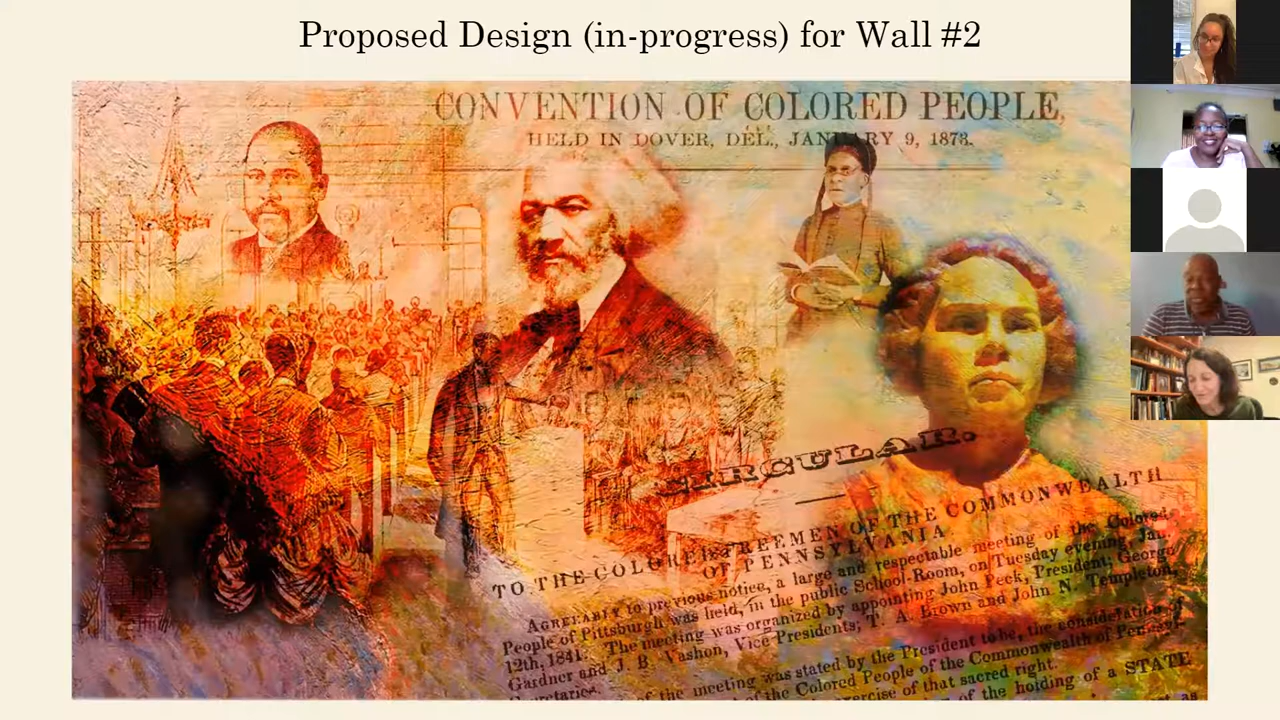 Proposed Design (in-progress) for Wall #2
CONVENTION OF COLORED PEOPLE,
HELD IN DOVER, DEL., JANUARY 9, 1873.
CIRCULAR.
TO THE COLORED FREEMEN OF THE COMMONWEALTH
OF PENNSYLVANIA.
AGREEABLY to previous notice, a large and respectable meeting of the Colored
People of Pittsburgh was held, in the public School-Room, on Tuesday evening, Jan.
12th, 1841. The meeting was organized by appointing John Peck, President; George
Gardner and J. B. Vashon, Vice Presidents; T. A. Brown and John N. Templeton,
Secretaries.
of the meeting was stated by the President to be, the consideration of
of the Colored People of the Commonwealth of
exercise of that sacred right.
of the holding of a STATE